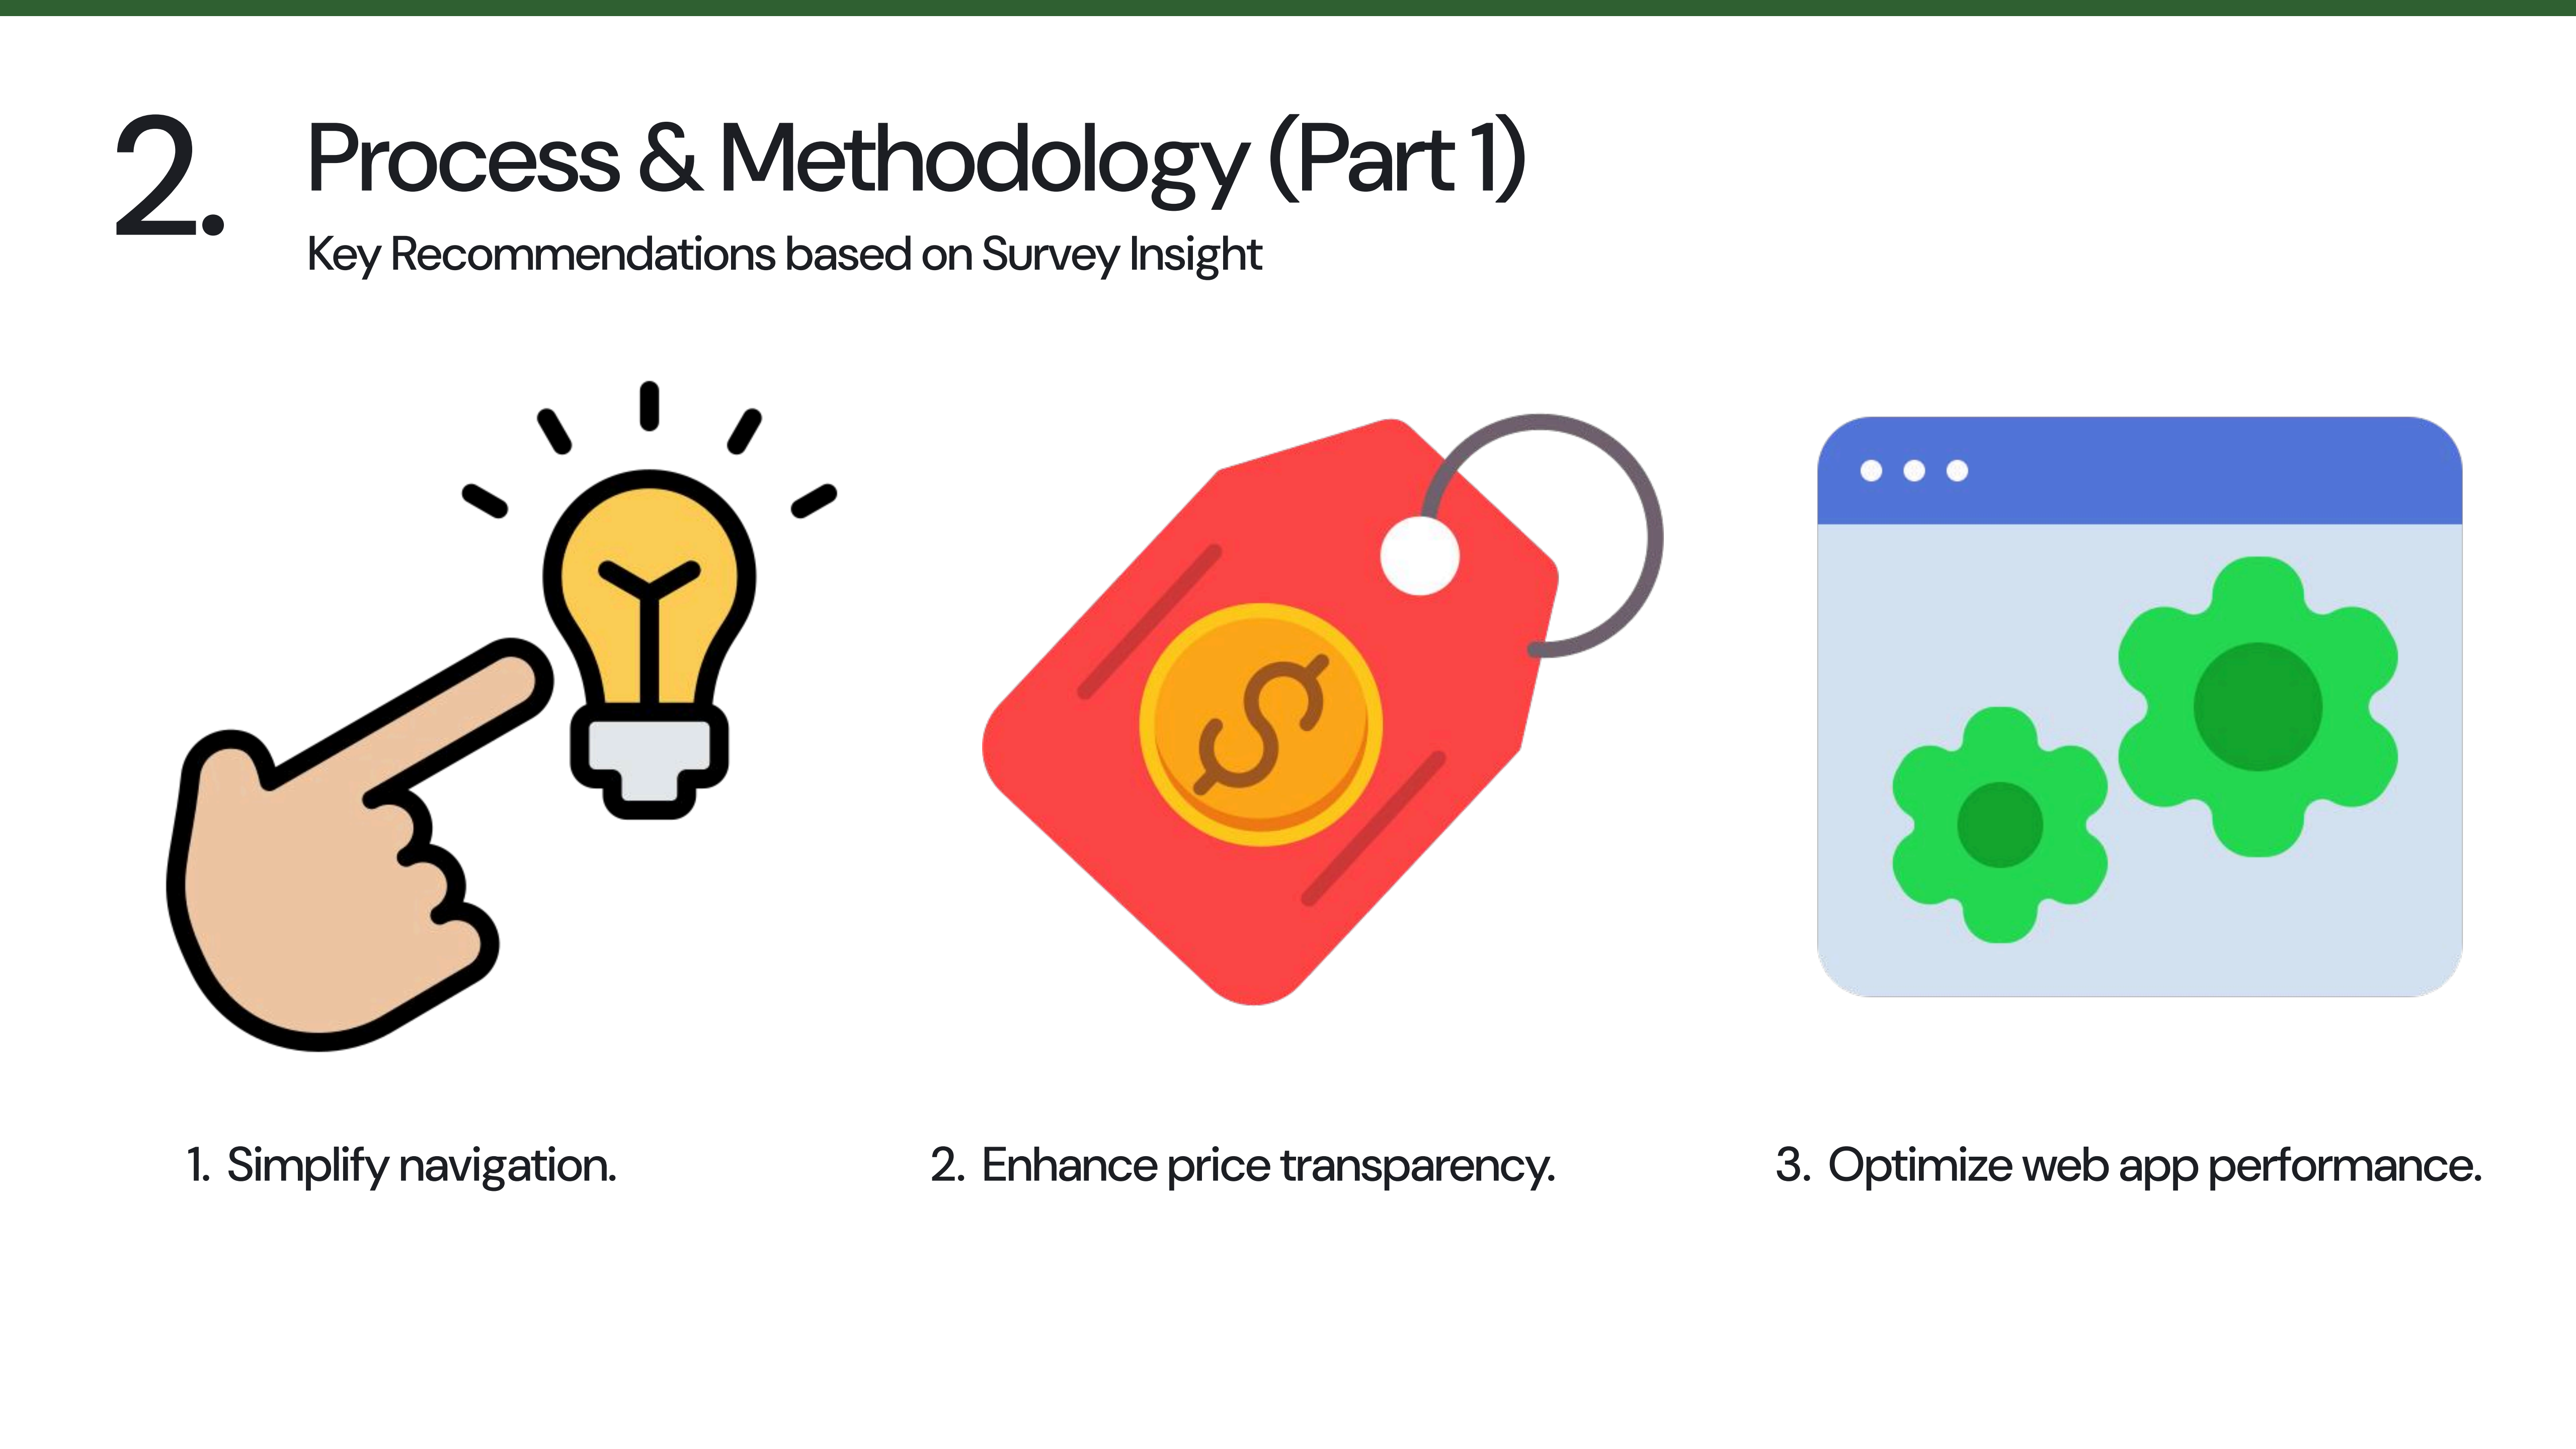 2.
Process & Methodology (Part 1)
Key Recommendations based on Survey Insight
1. Simplify navigation.
2. Enhance price transparency.
3. Optimize web app performance.